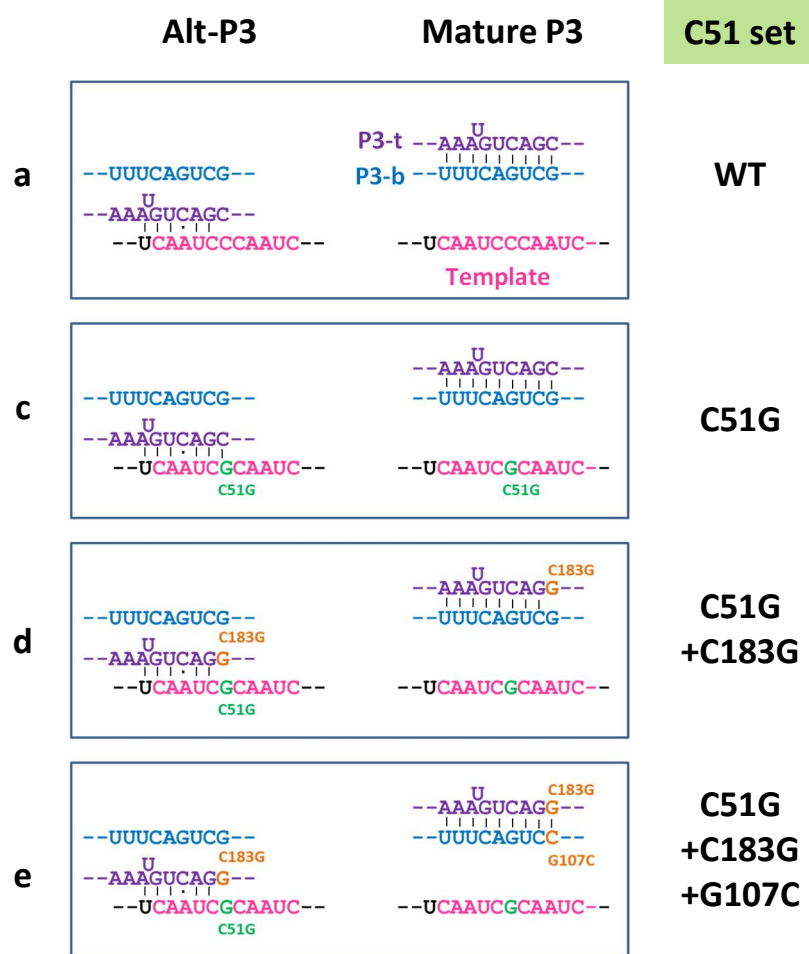 Alt-P3 Mature P3 C51 set
a
WT
--UUUCAGUCG--
U
--AAAGUCAGC--
--UCAAUCCCAAUC--
U
P3-t --AAAGUCAGC--
P3-b --UUUCAGUCG--
--UCAAUCCCAAUC--
Template
c
C51G
--UUUCAGUCG--
U
--AAAGUCAGC--
--UCAAUCGCAAUC--
C51G
U
--AAAGUCAGC--
--UUUCAGUCG--
--UCAAUCGCAAUC--
C51G
d
C51G
+C183G
--UUUCAGUCG--
C183G
U
--AAAGUCAGG--
--UCAAUCGCAAUC--
C51G
C183G
U
--AAAGUCAGG--
--UUUCAGUCG--
--UCAAUCGCAAUC--
e
C51G
+C183G
+G107C
--UUUCAGUCG--
C183G
U
--AAAGUCAGG--
--UCAAUCGCAAUC--
C51G
C183G
U
--AAAGUCAGG--
--UUUCAGUCC--
G107C
--UCAAUCGCAAUC--